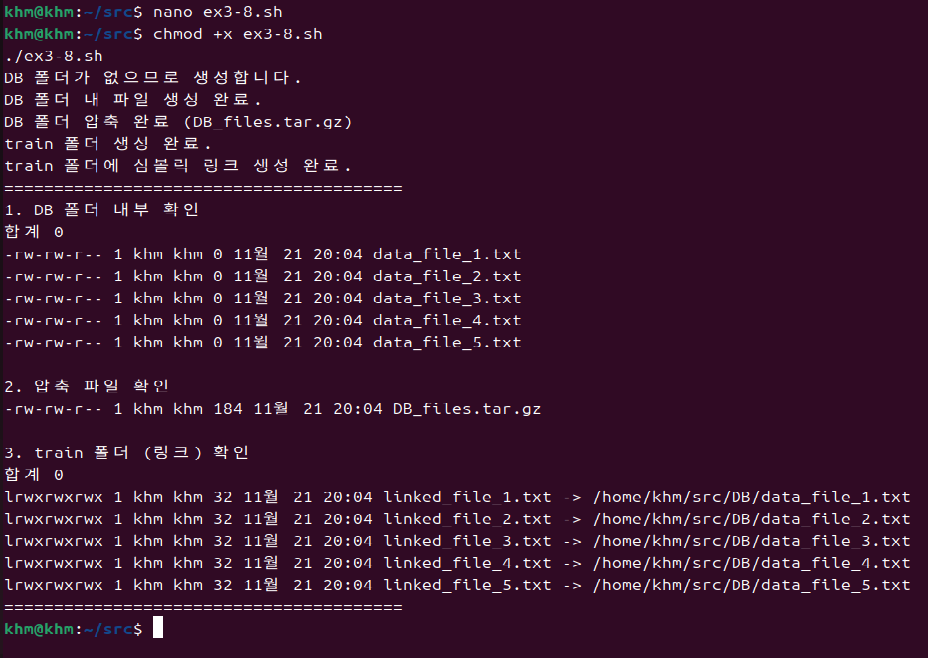 khm@khm:~/src$ nano ex3-8.sh
khm@khm:~/src$ chmod +x ex3-8.sh
./ex3-8.sh
DB 폴더가 없으므로 생성합니다.
DB 폴더 내 파일 생성 완료.
DB 폴더 압축 완료 (DB_files.tar.gz)
train 폴더 생성 완료.
train 폴더에 심볼릭 링크 생성 완료.
========================================
1. DB 폴더 내부 확인
합계 0
-rw-rw-r-- 1 khm khm 0 11월 21 20:04 data_file_1.txt
-rw-rw-r-- 1 khm khm 0 11월 21 20:04 data_file_2.txt
-rw-rw-r-- 1 khm khm 0 11월 21 20:04 data_file_3.txt
-rw-rw-r-- 1 khm khm 0 11월 21 20:04 data_file_4.txt
-rw-rw-r-- 1 khm khm 0 11월 21 20:04 data_file_5.txt
2. 압축 파일 확인
-rw-rw-r-- 1 khm khm 184 11월 21 20:04 DB_files.tar.gz
3. train 폴더 (링크) 확인
합계 0
lrwxrwxrwx 1 khm khm 32 11월 21 20:04 linked_file_1.txt -> /home/khm/src/DB/data_file_1.txt
lrwxrwxrwx 1 khm khm 32 11월 21 20:04 linked_file_2.txt -> /home/khm/src/DB/data_file_2.txt
lrwxrwxrwx 1 khm khm 32 11월 21 20:04 linked_file_3.txt -> /home/khm/src/DB/data_file_3.txt
lrwxrwxrwx 1 khm khm 32 11월 21 20:04 linked_file_4.txt -> /home/khm/src/DB/data_file_4.txt
lrwxrwxrwx 1 khm khm 32 11월 21 20:04 linked_file_5.txt -> /home/khm/src/DB/data_file_5.txt
========================================
khm@khm:~/src$